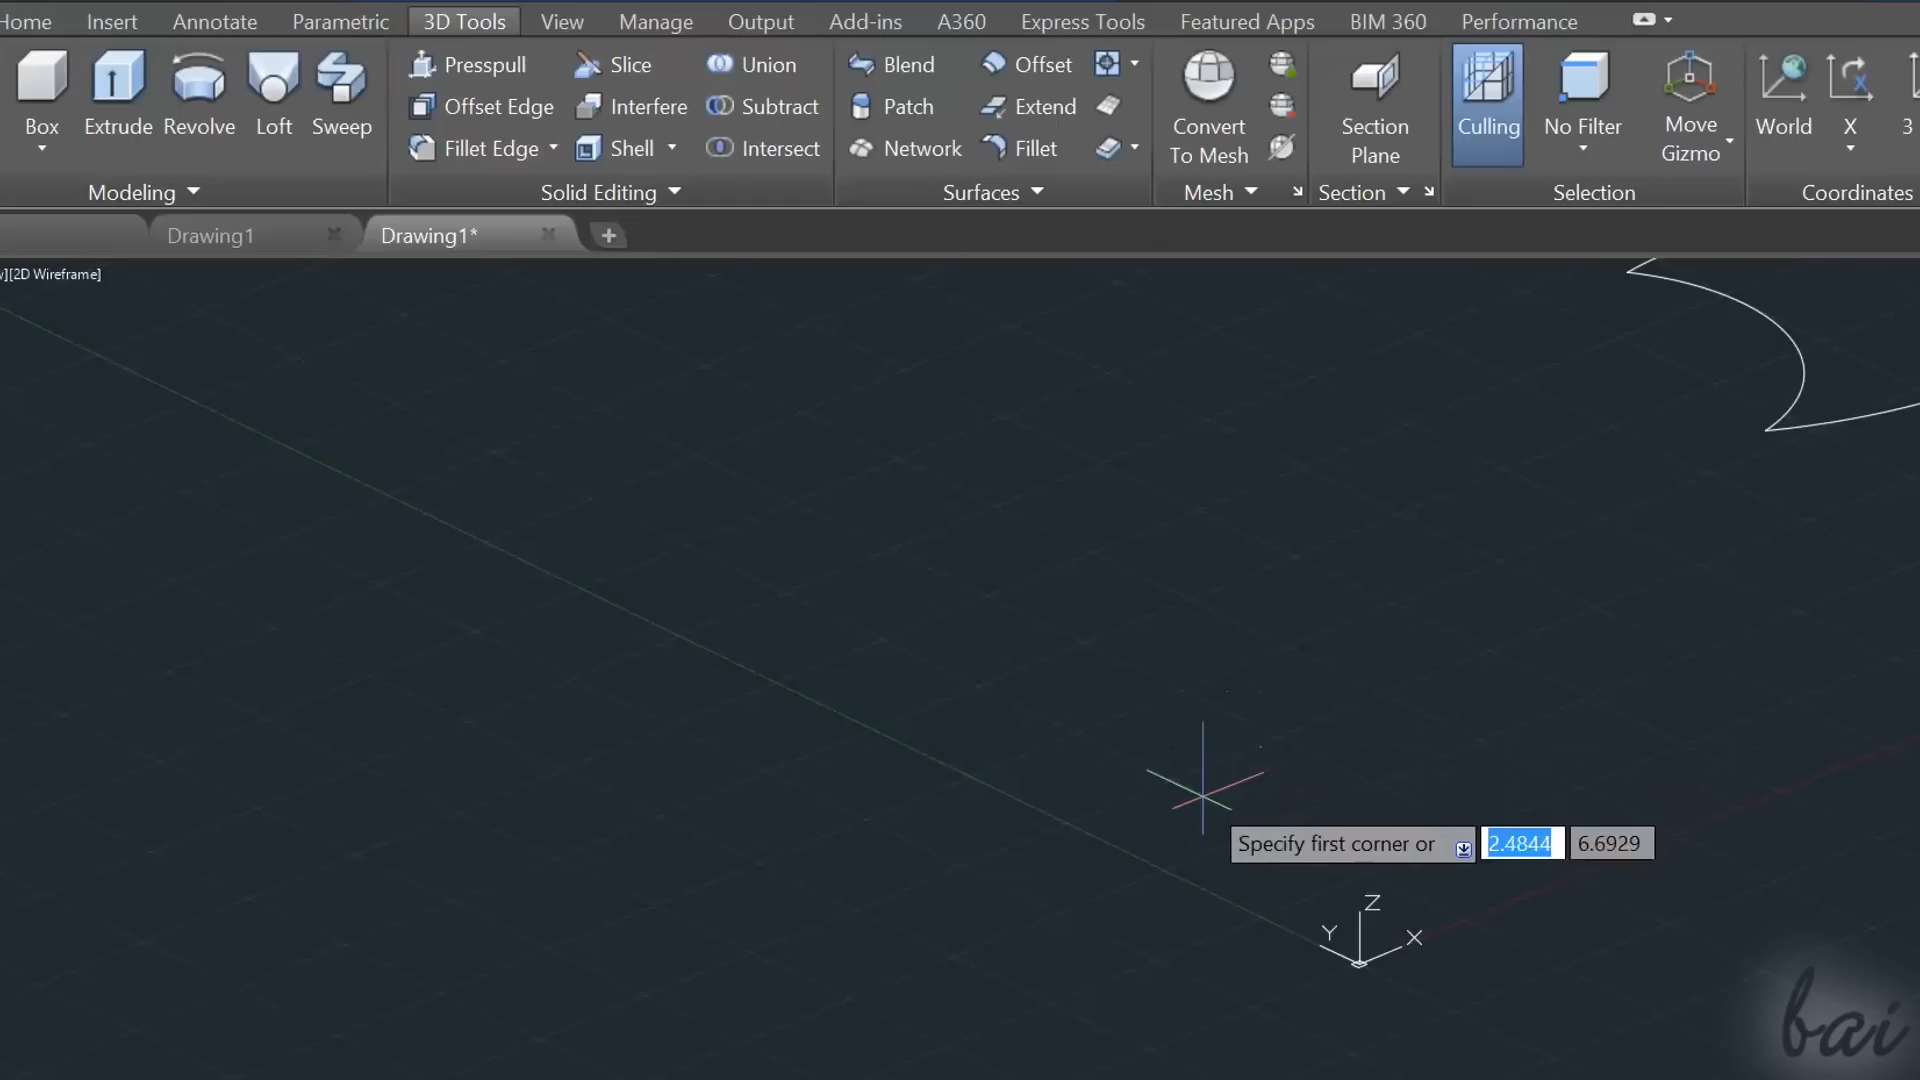 Home Insert Annotate Parametric 3D Tools View Manage Output Add-ins A360 Express Tools Featured Apps BIM 360 Performance
Box Extrude Revolve Loft Sweep
Modeling
Presspull Slice Union
Offset Edge Interfere Subtract
Fillet Edge Shell Intersect
Solid Editing
Blend Offset
Patch Extend
Network Fillet
Surfaces
Convert To Mesh
Mesh
Section Plane
Section
Culling No Filter Move Gizmo
Selection
World X 3
Coordinates
Drawing1 Drawing1*
][2D Wireframe]
Specify first corner or 2.4844 6.6929
Z
Y X
bai